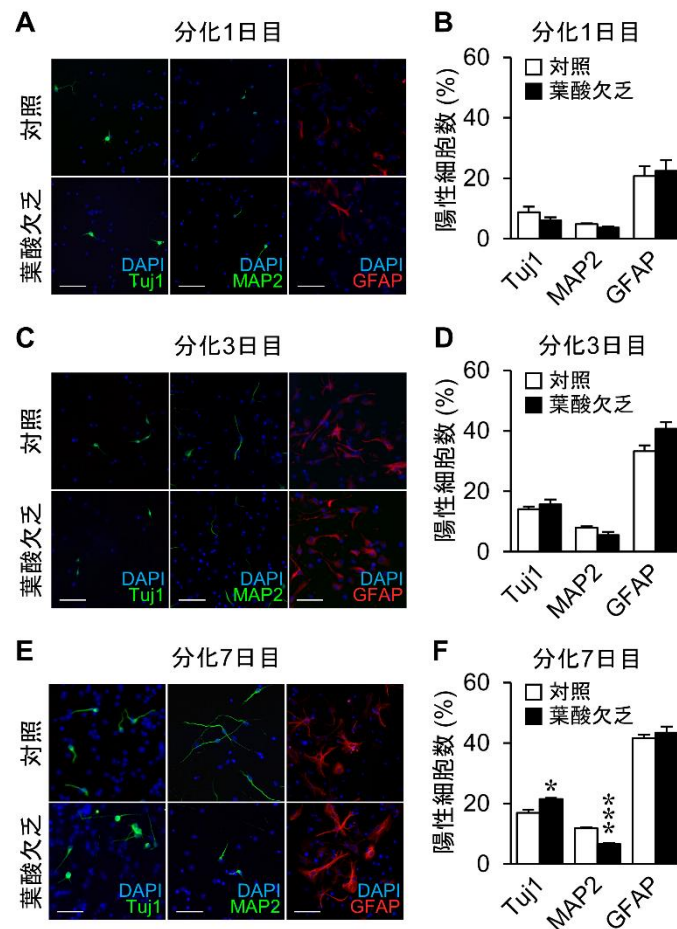 A
分化1日目
対照
葉酸欠乏
DAPI
Tuj1
DAPI
MAP2
DAPI
GFAP
B
分化1日目
陽性細胞数 (%)
60
40
20
0
対照
葉酸欠乏
Tuj1
MAP2
GFAP
C
分化3日目
対照
葉酸欠乏
DAPI
Tuj1
DAPI
MAP2
DAPI
GFAP
D
分化3日目
陽性細胞数 (%)
60
40
20
0
対照
葉酸欠乏
Tuj1
MAP2
GFAP
E
分化7日目
対照
葉酸欠乏
DAPI
Tuj1
DAPI
MAP2
DAPI
GFAP
F
分化7日目
陽性細胞数 (%)
60
40
20
0
対照
葉酸欠乏
*
***
Tuj1
MAP2
GFAP